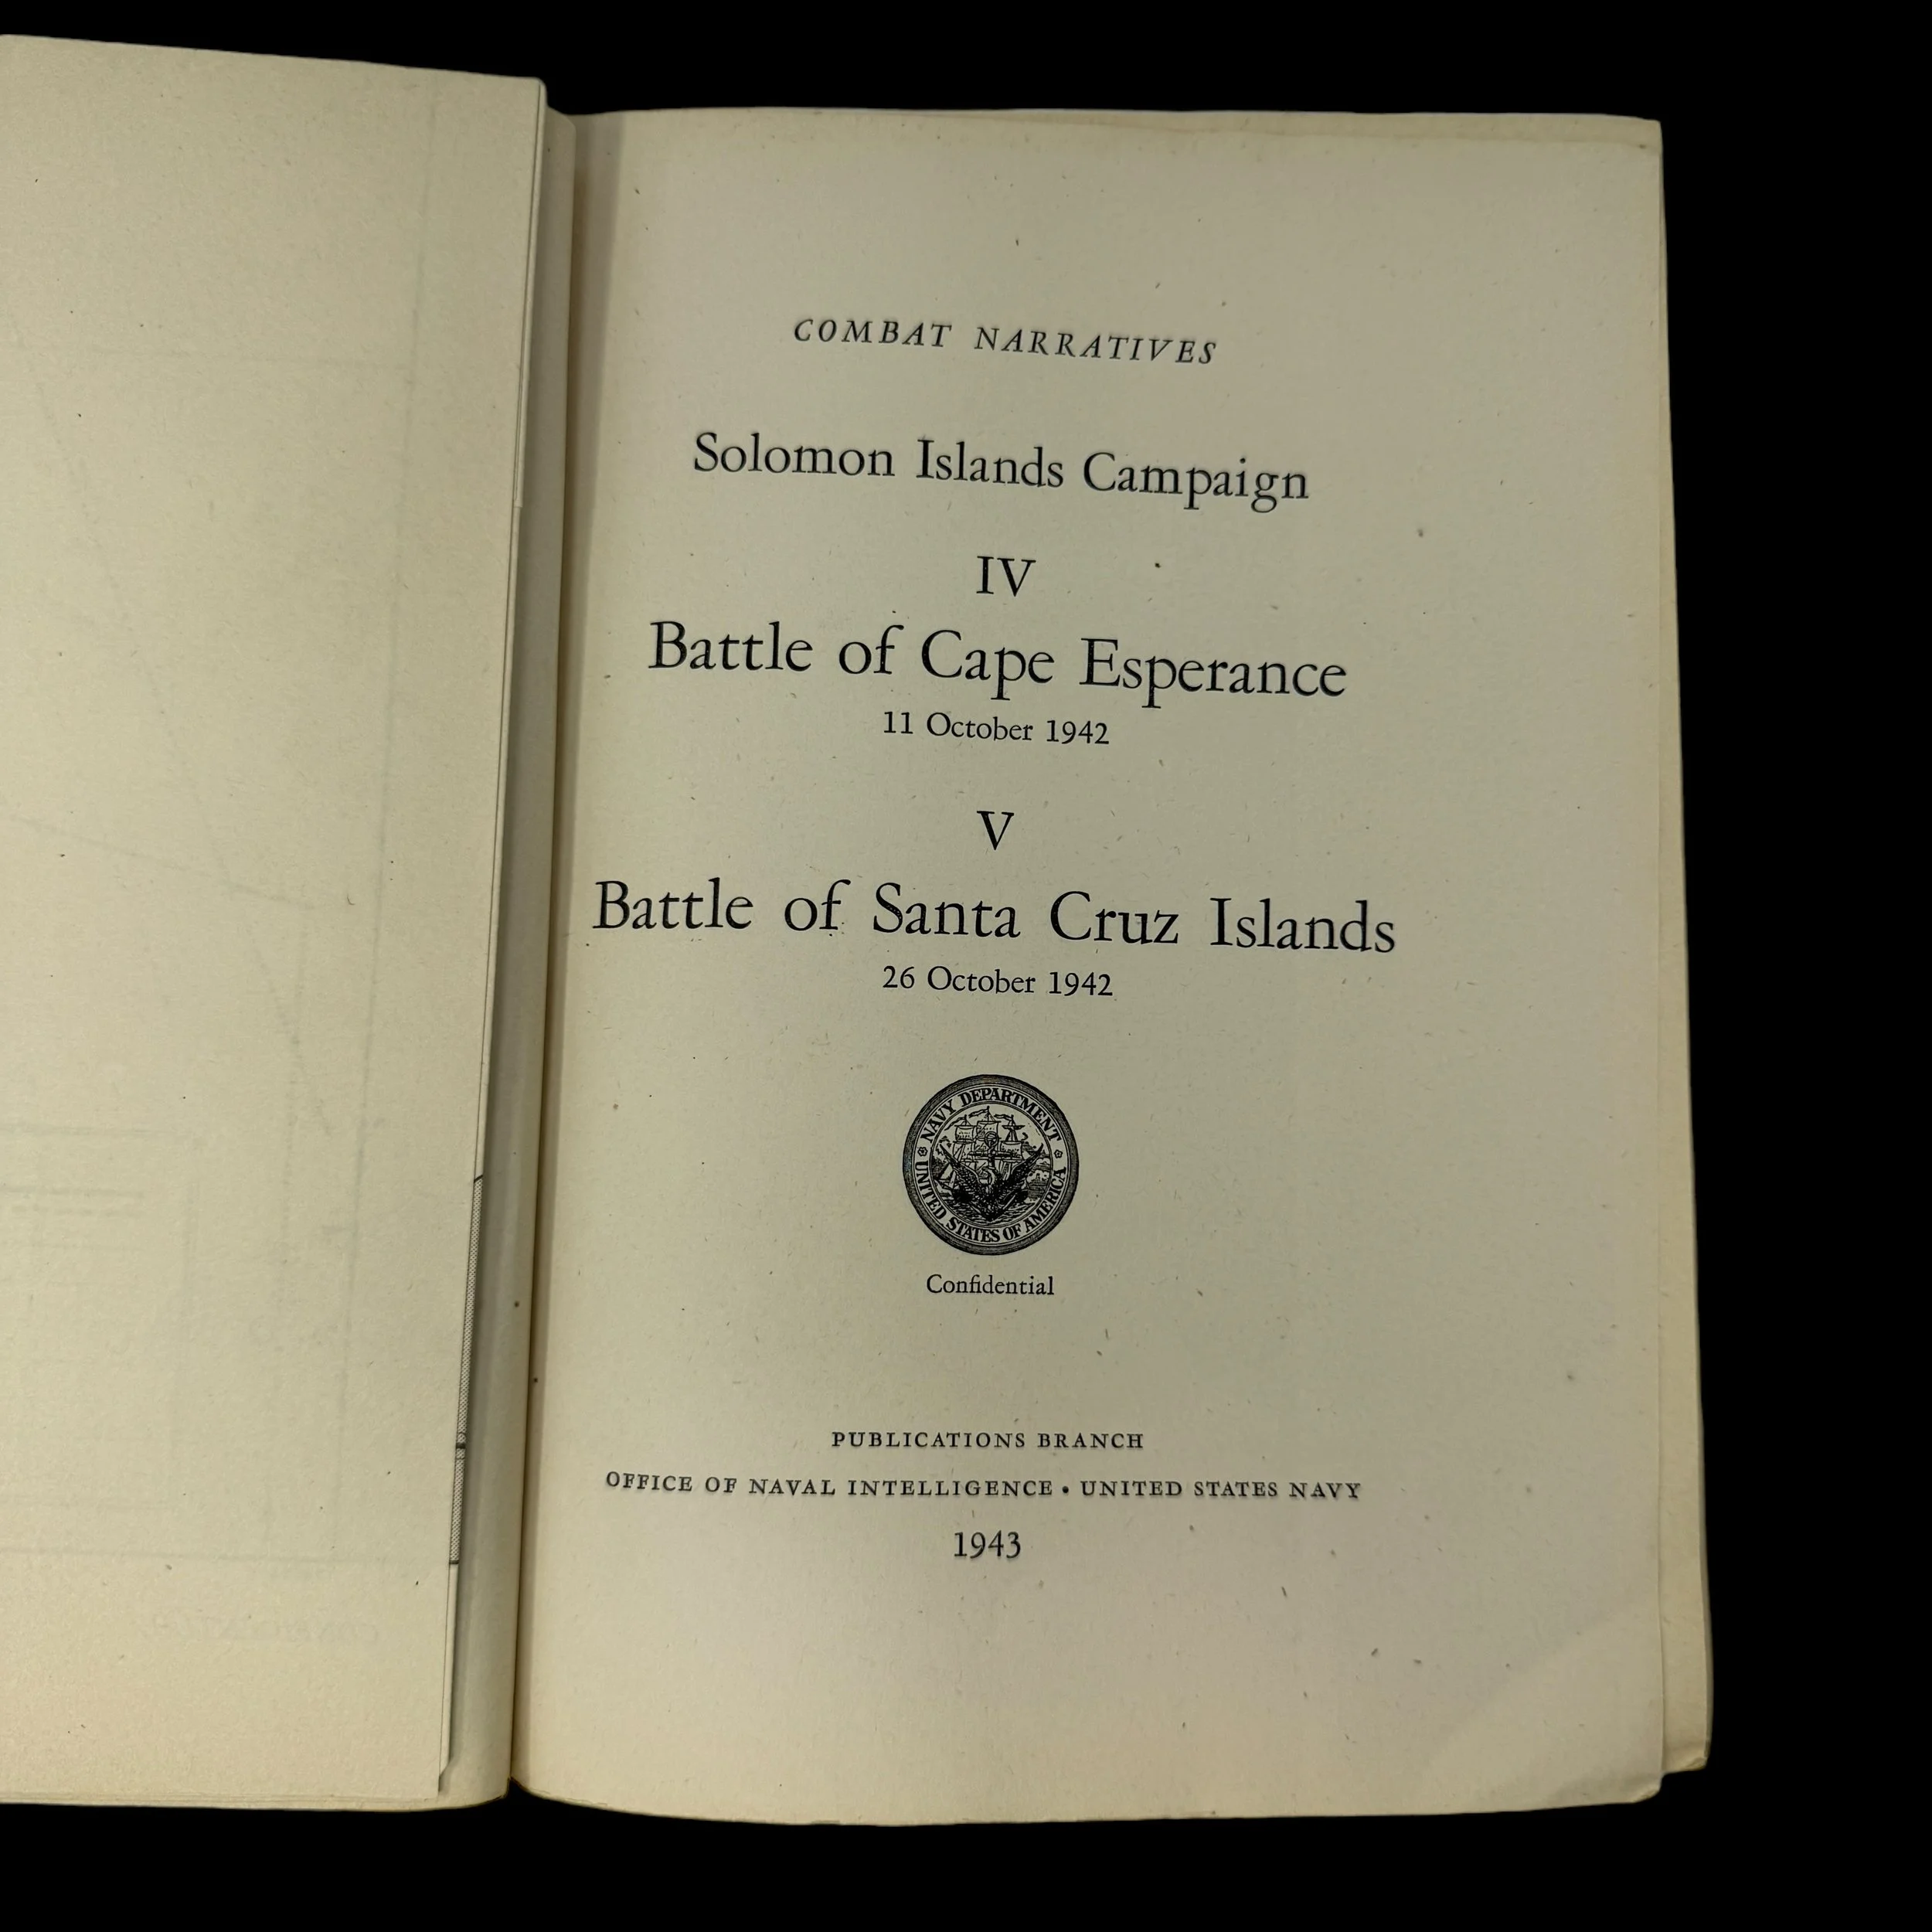 COMBAT NARRATIVES
Solomon Islands Campaign
IV
Battle of Cape Esperance
11 October 1942
V
Battle of Santa Cruz Islands
26 October 1942
NAVY DEPARTMENT
UNITED STATES OF AMERICA
Confidential
PUBLICATIONS BRANCH
OFFICE OF NAVAL INTELLIGENCE • UNITED STATES NAVY
1943